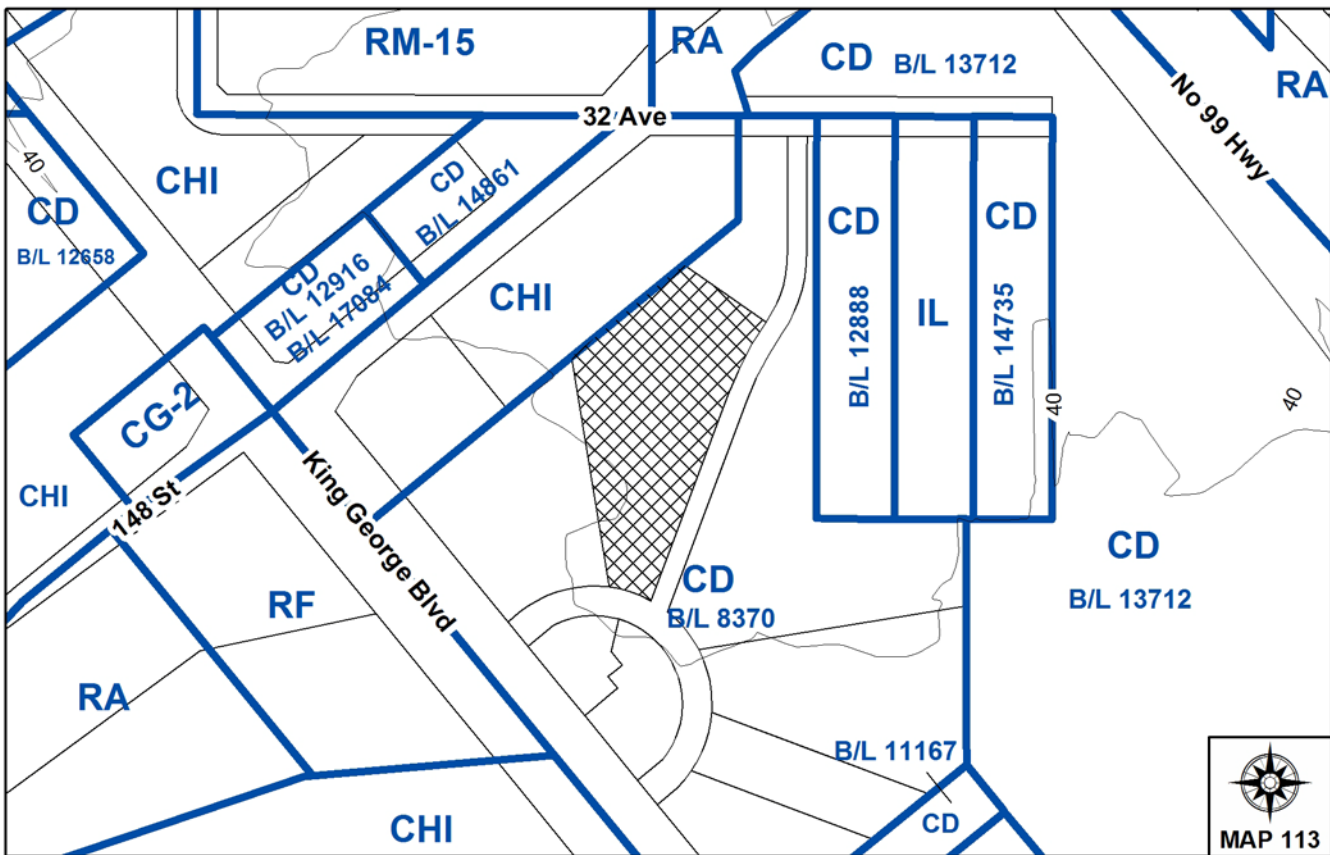 RM-15
RA
CD B/L 13712
No 99 Hwy
RA
32 Ave
40
CHI
CD
B/L 14861
CD
B/L 12658
CD
B/L 12916
B/L 17084
CHI
CD
B/L 12888
IL
CD
B/L 14735
40
40
CG-2
CHI
148 St
King George Blvd
CD
B/L 8370
CD
B/L 13712
RF
RA
B/L 11167
CD
CHI
MAP 113